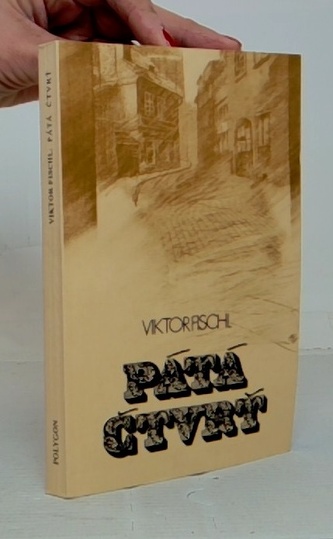 VIKTOR FISCHL: PÁTÁ ČTVRŤ
POLYGON
VIKTOR FISCHL
PÁTÁ
ČTVRŤ